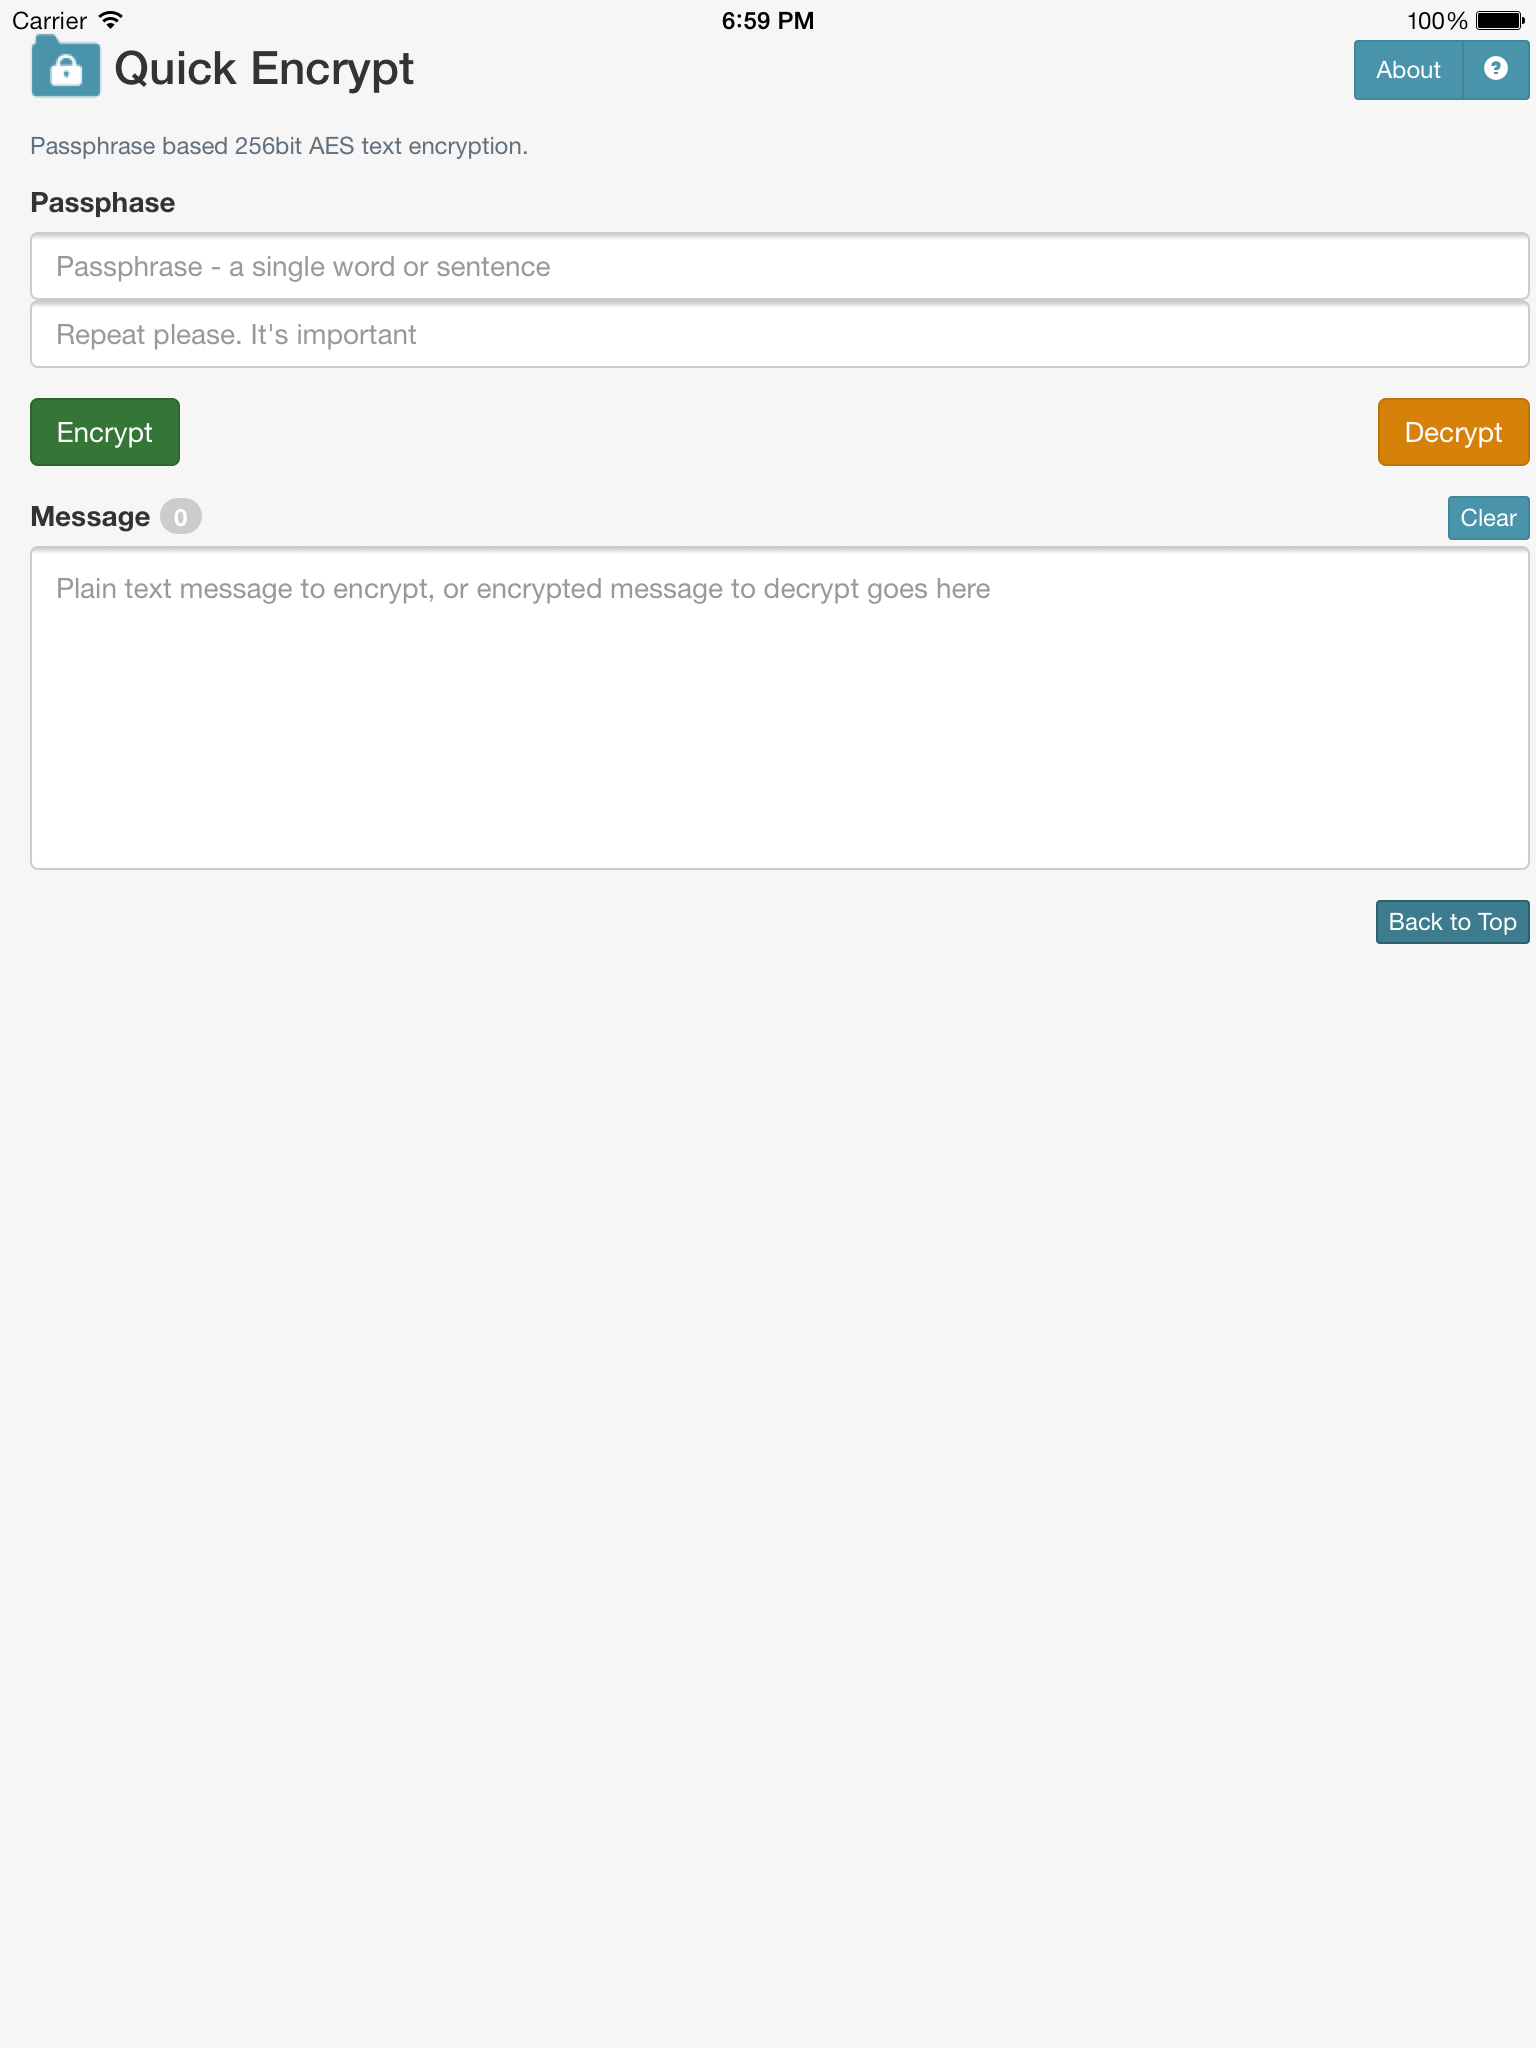 Carrier 6:59 PM 100%
Quick Encrypt About ?
Passphrase based 256bit AES text encryption.
Passphase
Passphrase - a single word or sentence
Repeat please. It's important
Encrypt Decrypt
Message 0 Clear
Plain text message to encrypt, or encrypted message to decrypt goes here
Back to Top